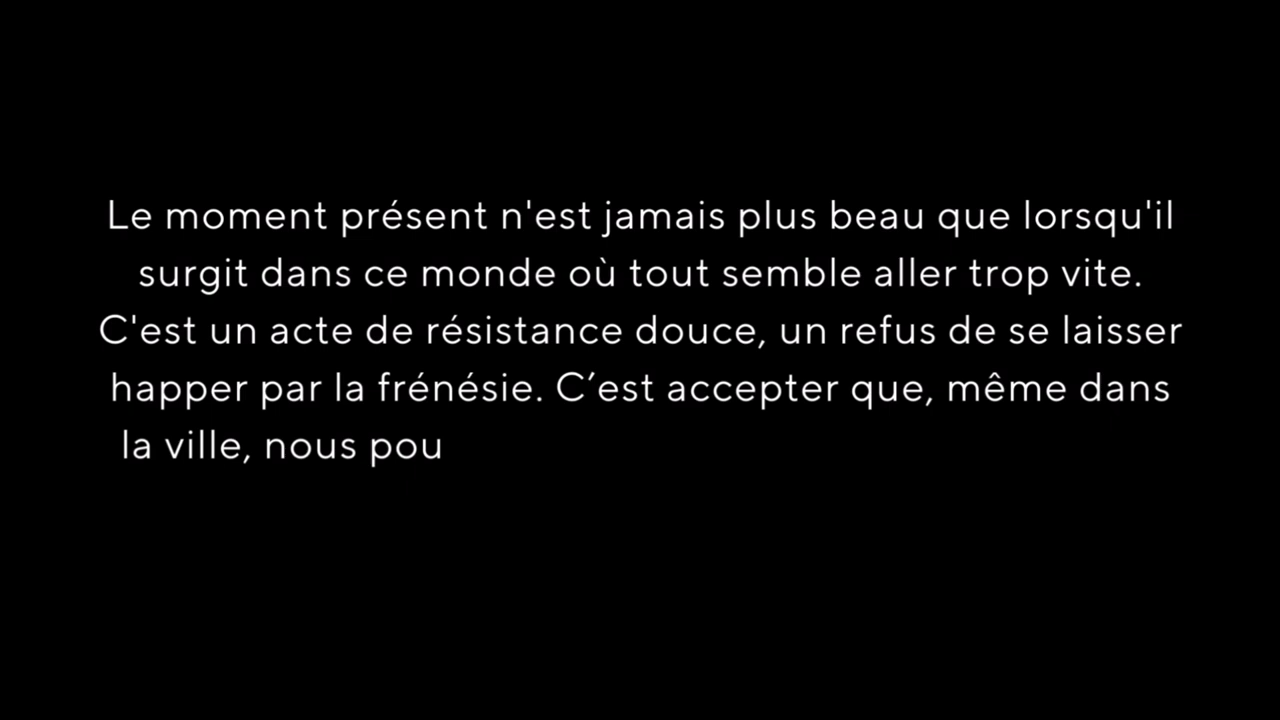 Le moment présent n'est jamais plus beau que lorsqu'il
surgit dans ce monde où tout semble aller trop vite.
C'est un acte de résistance douce, un refus de se laisser
happer par la frénésie. C’est accepter que, même dans
la ville, nous pou